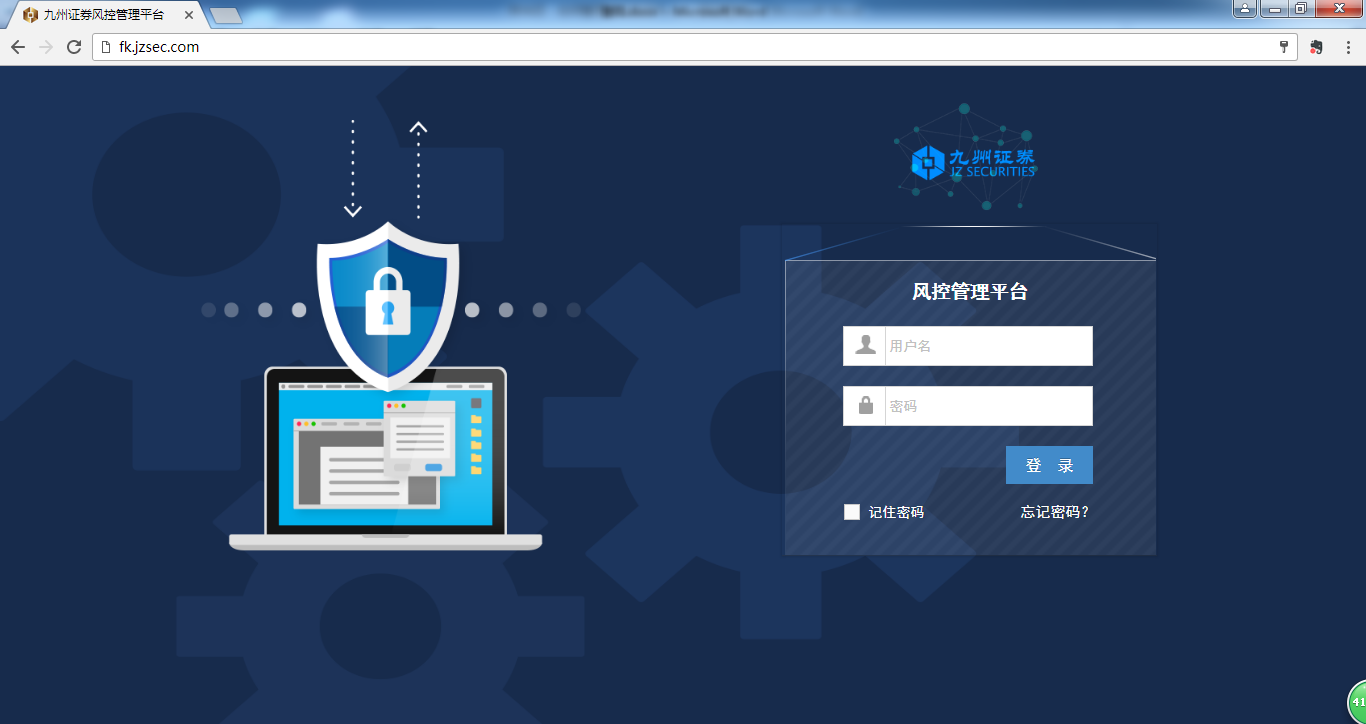 九州证券风控管理平台
fk.jzsec.com
九州证券
JZ SECURITIES
风控管理平台
用户名
密码
登 录
记住密码
忘记密码?
41